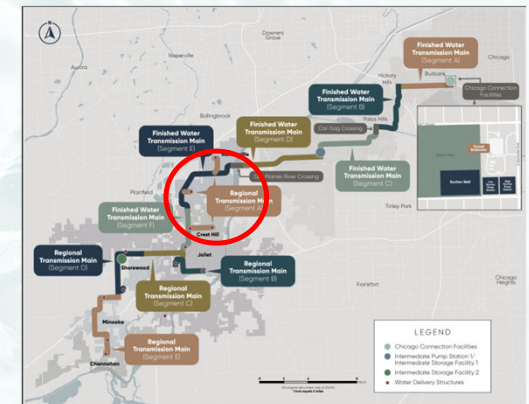 Downers
Grove
Naperville
Aurora
Finished Water
Transmission Main
(Segment A)
Chicago
Burbank
Hickory
Hills
Chicago Connection
Facilities
Finished Water
Transmission Main
(Segment B)
Bolingbrook
Finished Water
Transmission Main
(Segment D)
Palos Hills
Cal-Sag Crossing
Finished Water
Transmission Main
(Segment E)
Des Plaines River Crossing
Finished Water
Transmission Main
(Segment C)
Plainfield
Regional
Transmission Main
(Segment A)
Suction Well
Tinley Park
Finished Water
Transmission Main
(Segment F)
Crest Hill
Joliet
Regional
Transmission Main
(Segment D)
Shorewood
Regional
Transmission Main
(Segment B)
Frankfort
Chicago
Heights
Regional
Transmission Main
(Segment C)
Minooka
Regional
Transmission Main
(Segment E)
Channahon
LEGEND
Chicago Connection Facilities
Intermediate Pump Station 1/
Intermediate Storage Facility 1
Intermediate Storage Facility 2
Water Delivery Structures